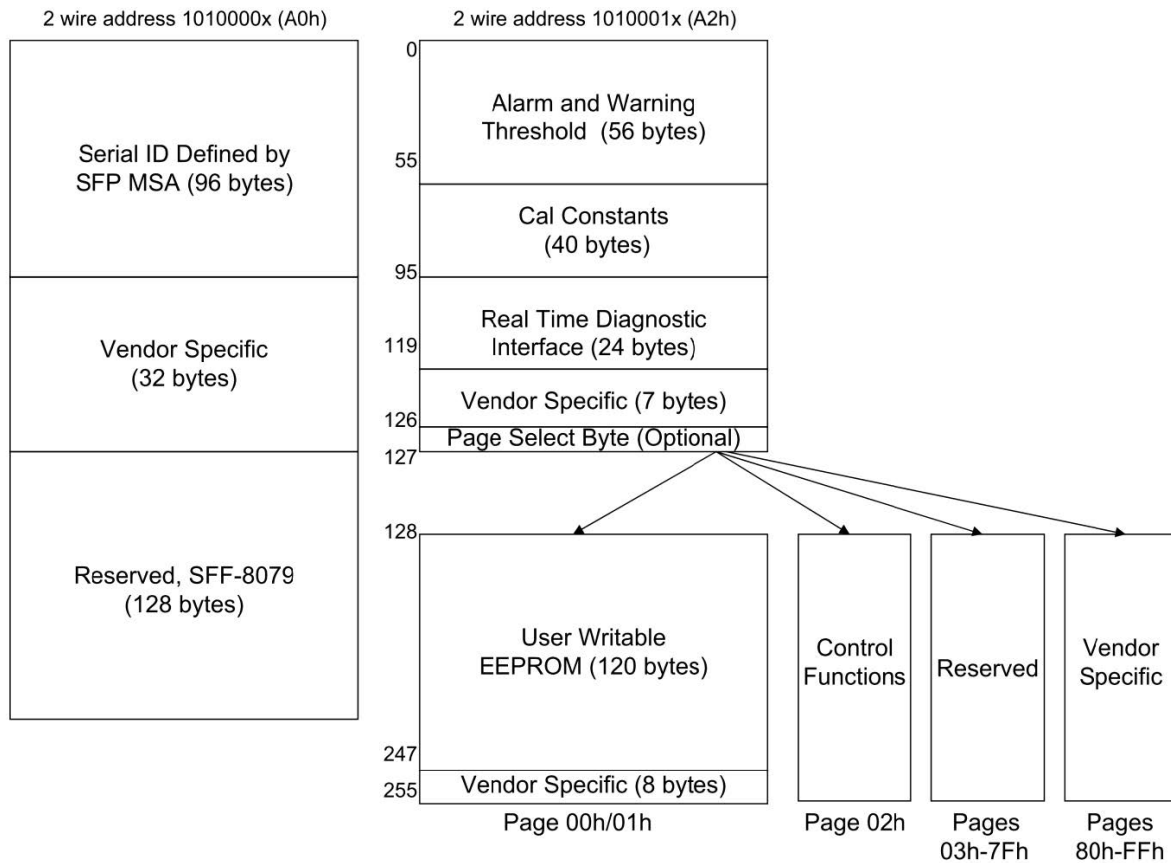 2 wire address 1010000x (A0h)
Serial ID Defined by
SFP MSA (96 bytes)
Vendor Specific
(32 bytes)
Reserved, SFF-8079
(128 bytes)
2 wire address 1010001x (A2h)
0
Alarm and Warning
Threshold (56 bytes)
55
Cal Constants
(40 bytes)
95
Real Time Diagnostic
Interface (24 bytes)
119
Vendor Specific (7 bytes)
126
Page Select Byte (Optional)
127
128
User Writable
EEPROM (120 bytes)
247
Vendor Specific (8 bytes)
255
Page 00h/01h
Control
Functions
Page 02h
Reserved
Pages
03h-7Fh
Vendor
Specific
Pages
80h-FFh